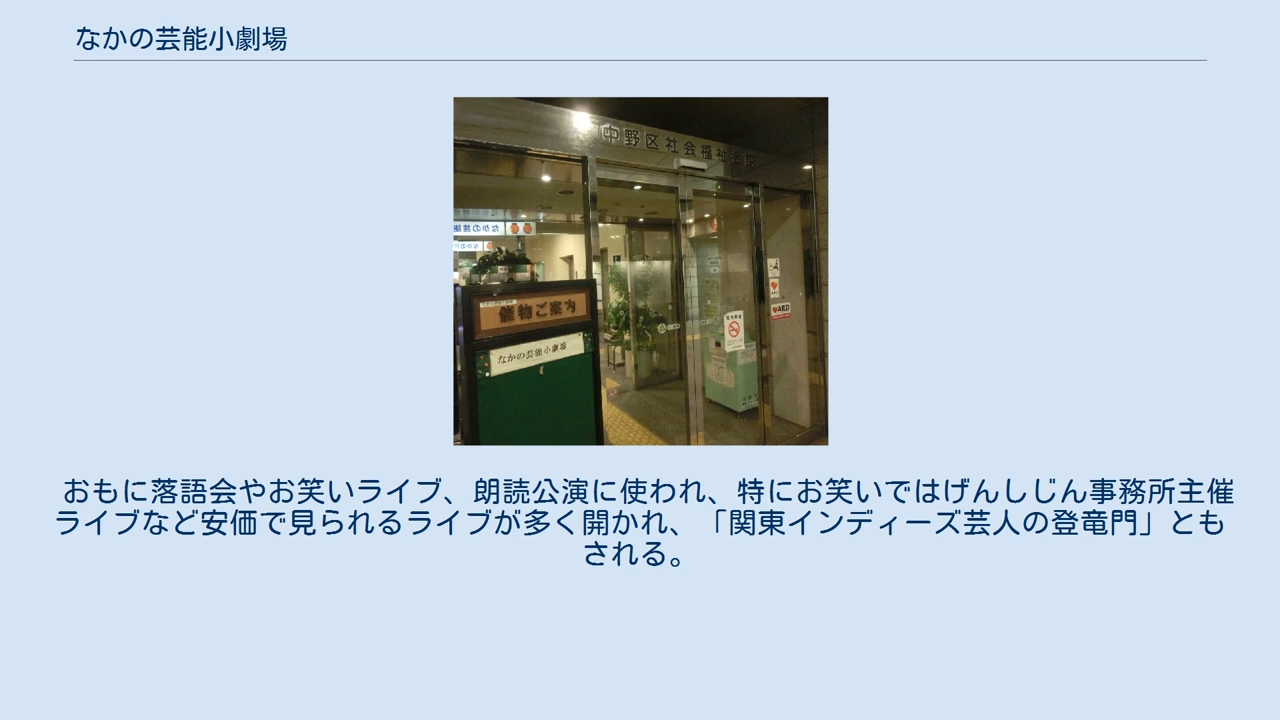 なかの芸能小劇場
中野区社会福祉会館
なかの芸能
催物ご案内
なかの芸能小劇場
AED
おもに落語会やお笑いライブ、朗読公演に使われ、特にお笑いではげんしじん事務所主催
ライブなど安価で見られるライブが多く開かれ、「関東インディーズ芸人の登竜門」とも
される。